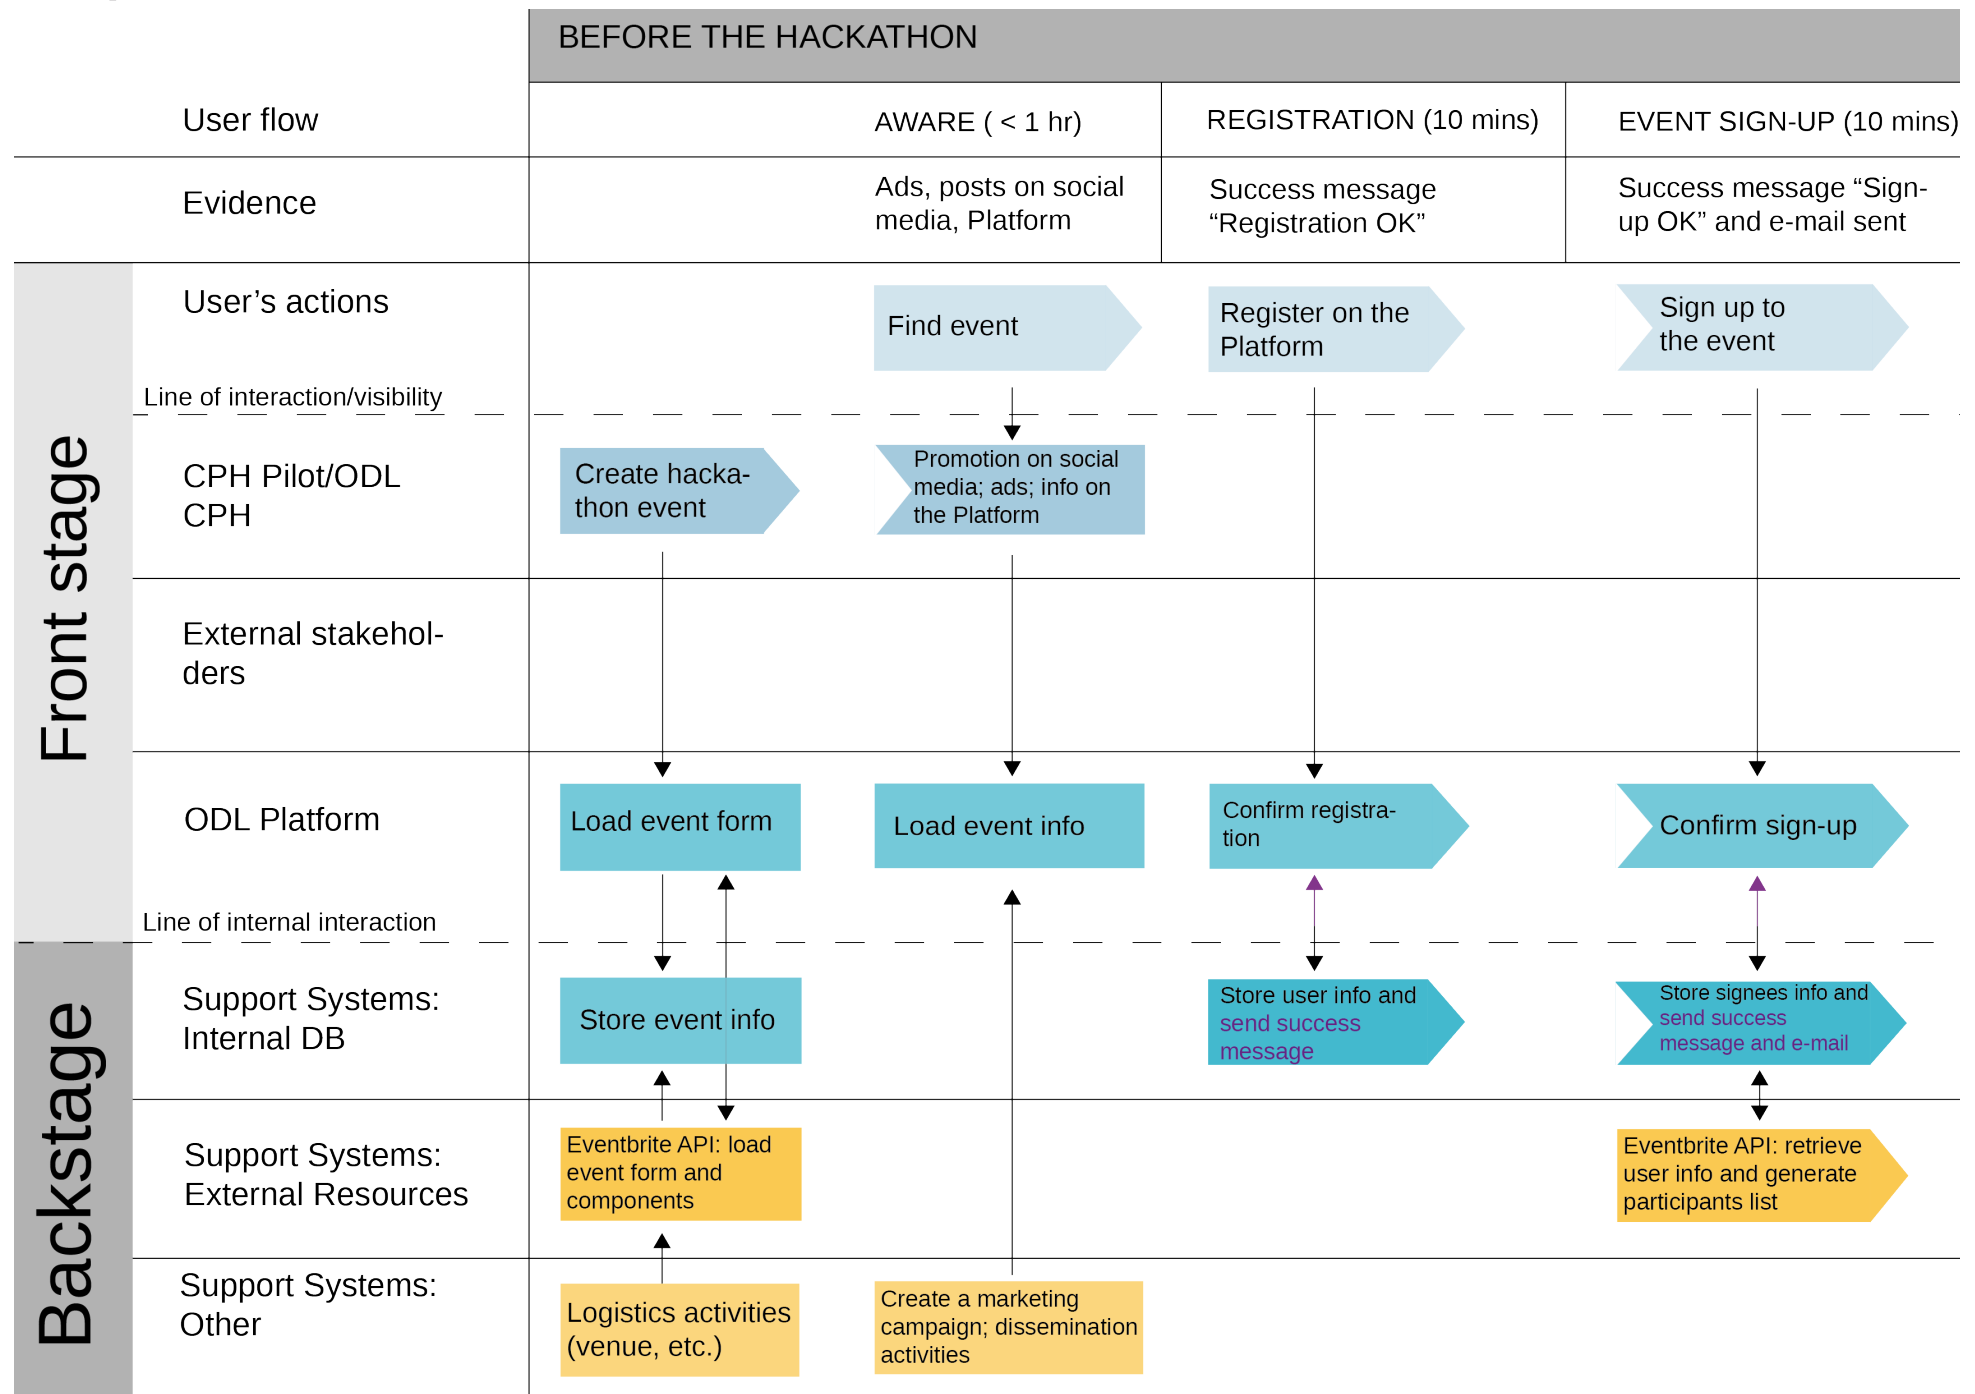 BEFORE THE HACKATHON
User flow
AWARE ( < 1 hr)
REGISTRATION (10 mins)
EVENT SIGN-UP (10 mins)
Evidence
Ads, posts on social
media, Platform
Success message
“Registration OK”
Success message “Sign-
up OK” and e-mail sent
Front stage
User’s actions
Find event
Register on the
Platform
Sign up to
the event
Line of interaction/visibility
CPH Pilot/ODL
CPH
Create hacka-
thon event
Promotion on social
media; ads; info on
the Platform
External stakehol-
ders
ODL Platform
Load event form
Load event info
Confirm registra-
tion
Confirm sign-up
Line of internal interaction
Backstage
Support Systems:
Internal DB
Store event info
Store user info and
send success
message
Store signees info and
send success
message and e-mail
Support Systems:
External Resources
Eventbrite API: load
event form and
components
Eventbrite API: retrieve
user info and generate
participants list
Support Systems:
Other
Logistics activities
(venue, etc.)
Create a marketing
campaign; dissemination
activities